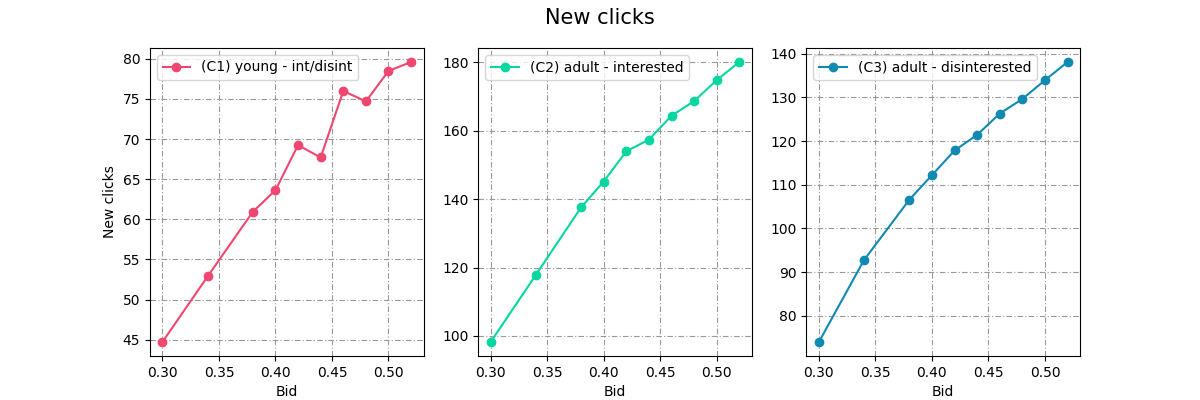 New clicks
(C1) young - int/disint
New clicks
80
75
70
65
60
55
50
45
0.30 0.35 0.40 0.45 0.50
Bid
(C2) adult - interested
180
160
140
120
100
0.30 0.35 0.40 0.45 0.50
Bid
(C3) adult - disinterested
140
130
120
110
100
90
80
0.30 0.35 0.40 0.45 0.50
Bid